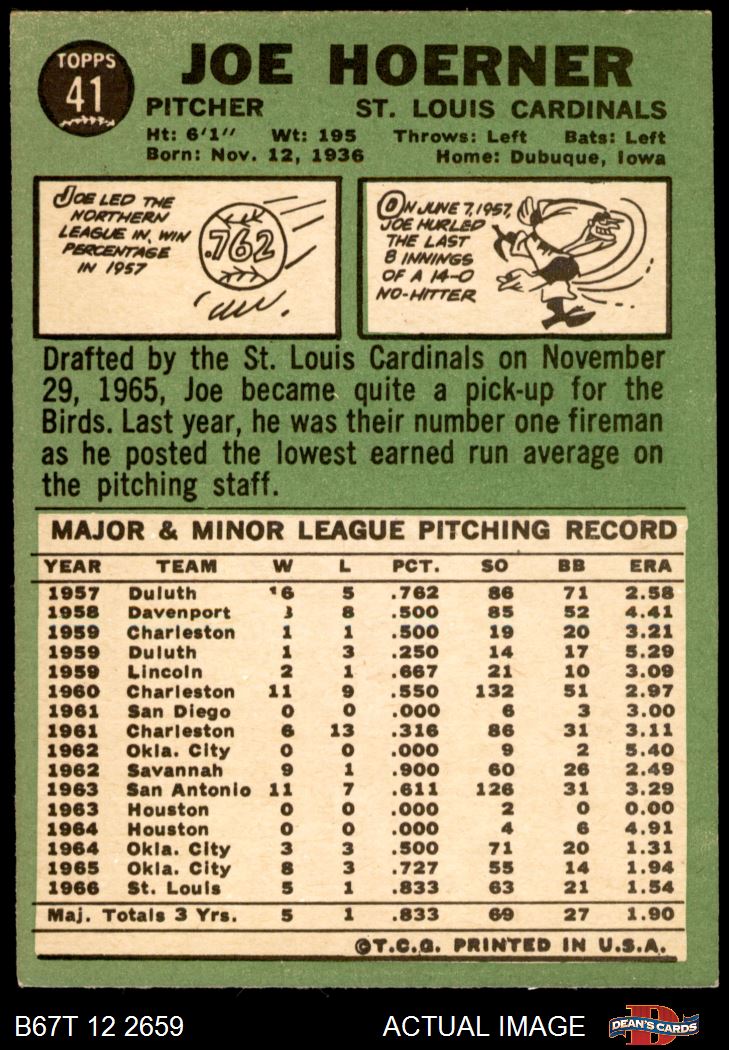 TOPPS
41
JOE HOERNER
PITCHER ST. LOUIS CARDINALS
Ht: 6'1" Wt: 195 Throws: Left Bats: Left
Born: Nov. 12, 1936 Home: Dubuque, Iowa
JOE LED THE
NORTHERN
LEAGUE IN WIN
PERCENTAGE
IN 1957
.762
ON JUNE 7, 1957,
JOE HURLED
THE LAST
8 INNINGS
OF A 14-0
NO-HITTER
Drafted by the St. Louis Cardinals on November
29, 1965, Joe became quite a pick-up for the
Birds. Last year, he was their number one fireman
as he posted the lowest earned run average on
the pitching staff.
MAJOR & MINOR LEAGUE PITCHING RECORD
YEAR TEAM W L PCT. SO BB ERA
1957 Duluth 6 5 .762 86 71 2.58
1958 Davenport 8 .500 85 52 4.41
1959 Charleston 1 1 .500 19 20 3.21
1959 Duluth 1 3 .250 14 17 5.29
1959 Lincoln 2 1 .667 21 10 3.09
1960 Charleston 11 9 .550 132 51 2.97
1961 San Diego 0 0 .000 6 3 3.00
1961 Charleston 6 13 .316 86 31 3.11
1962 Okla. City 0 0 .000 9 2 5.40
1962 Savannah 9 1 .900 60 26 2.49
1963 San Antonio 11 7 .611 126 31 3.29
1963 Houston 0 0 .000 2 0 0.00
1964 Houston 0 0 .000 4 6 4.91
1964 Okla. City 3 3 .500 71 20 1.31
1965 Okla. City 8 3 .727 55 14 1.94
1966 St. Louis 5 1 .833 63 21 1.54
Maj. Totals 3 Yrs. 5 1 .833 69 27 1.90
©T.C.G. PRINTED IN U.S.A.
B67T 12 2659 ACTUAL IMAGE D DEAN'S CARDS